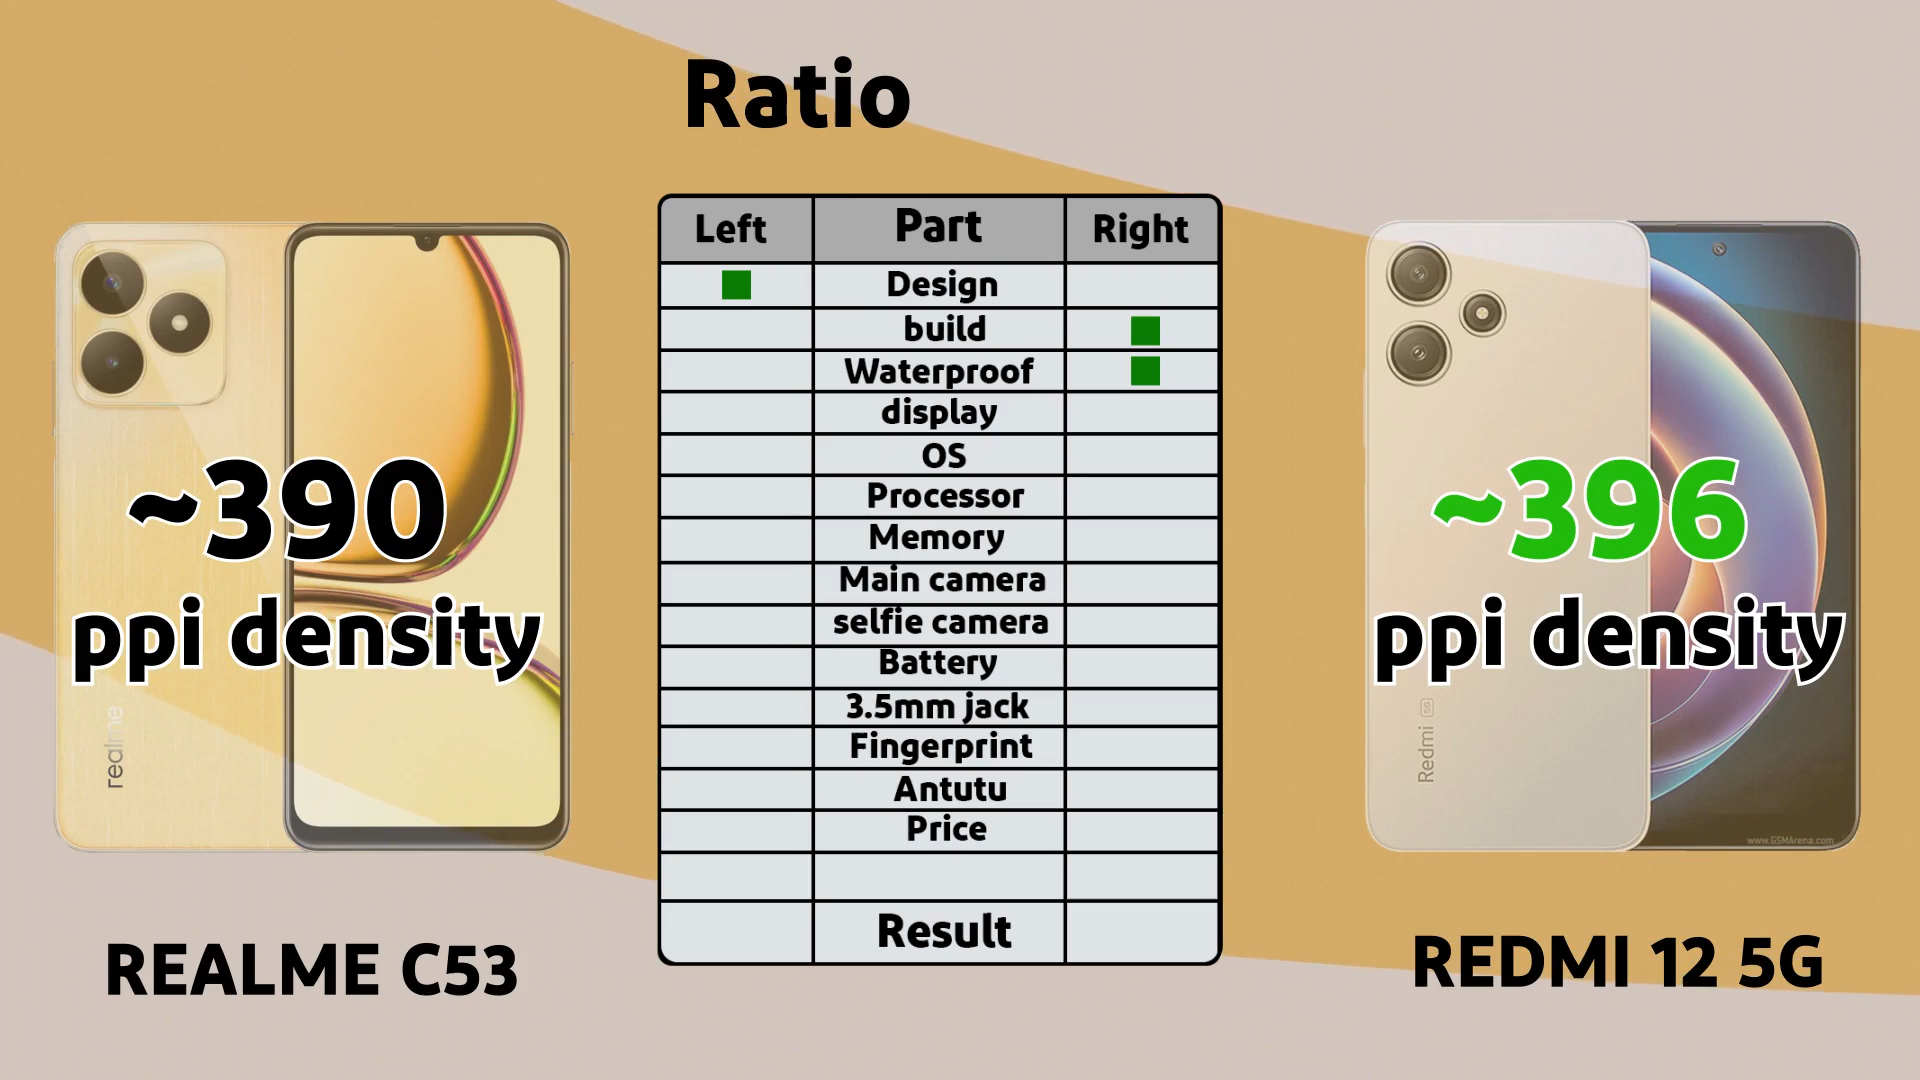 Ratio
Left Part Right
Design
build
Waterproof
display
OS
Processor
Memory
Main camera
selfie camera
Battery
3.5mm jack
Fingerprint
Antutu
Price
Result
~390
ppi density
realme
REALME C53
~396
ppi density
Redmi 5G
www.GSMArena.com
REDMI 12 5G